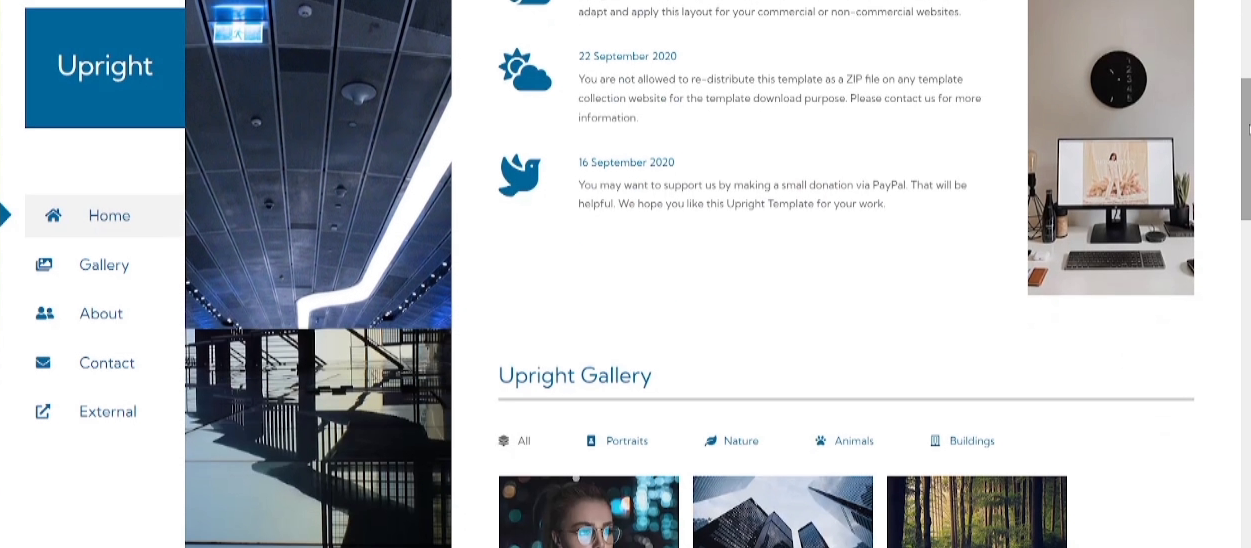 Upright
Home
Gallery
About
Contact
External
adapt and apply this layout for your commercial or non-commercial websites.
22 September 2020
You are not allowed to re-distribute this template as a ZIP file on any template
collection website for the template download purpose. Please contact us for more
information.
16 September 2020
You may want to support us by making a small donation via PayPal. That will be
helpful. We hope you like this Upright Template for your work.
Upright Gallery
All
Portraits
Nature
Animals
Buildings